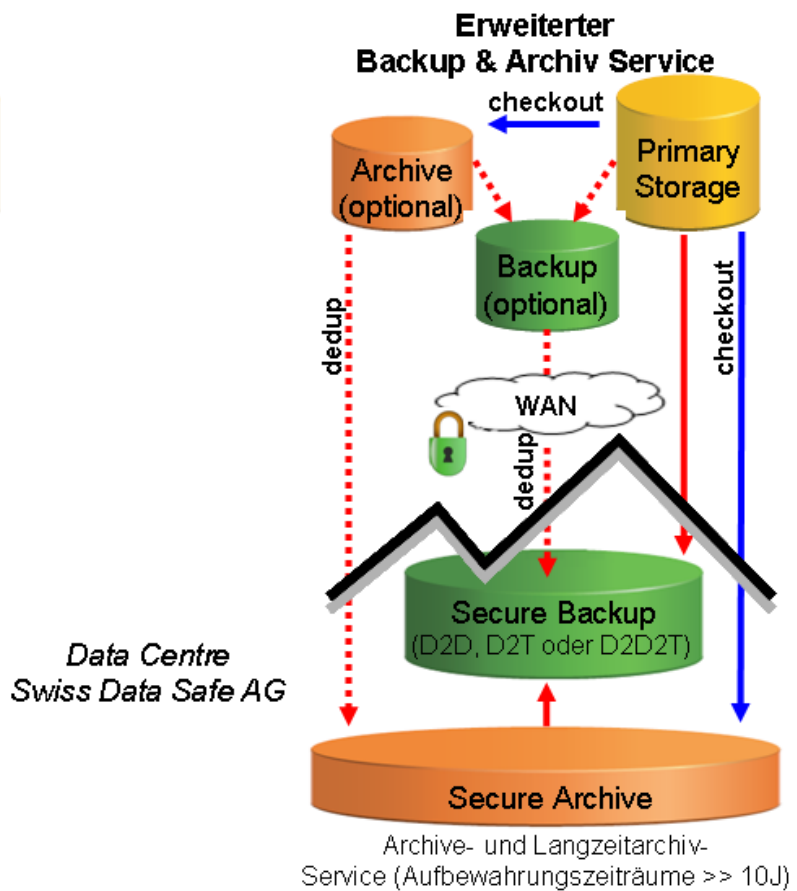 Erweiterter
Backup & Archiv Service
checkout
Archive
(optional)
Primary
Storage
Backup
(optional)
dedup
checkout
WAN
dedup
Secure Backup
(D2D, D2T oder D2D2T)
Data Centre
Swiss Data Safe AG
Secure Archive
Archive- und Langzeitarchiv-
Service (Aufbewahrungszeiträume >> 10J)